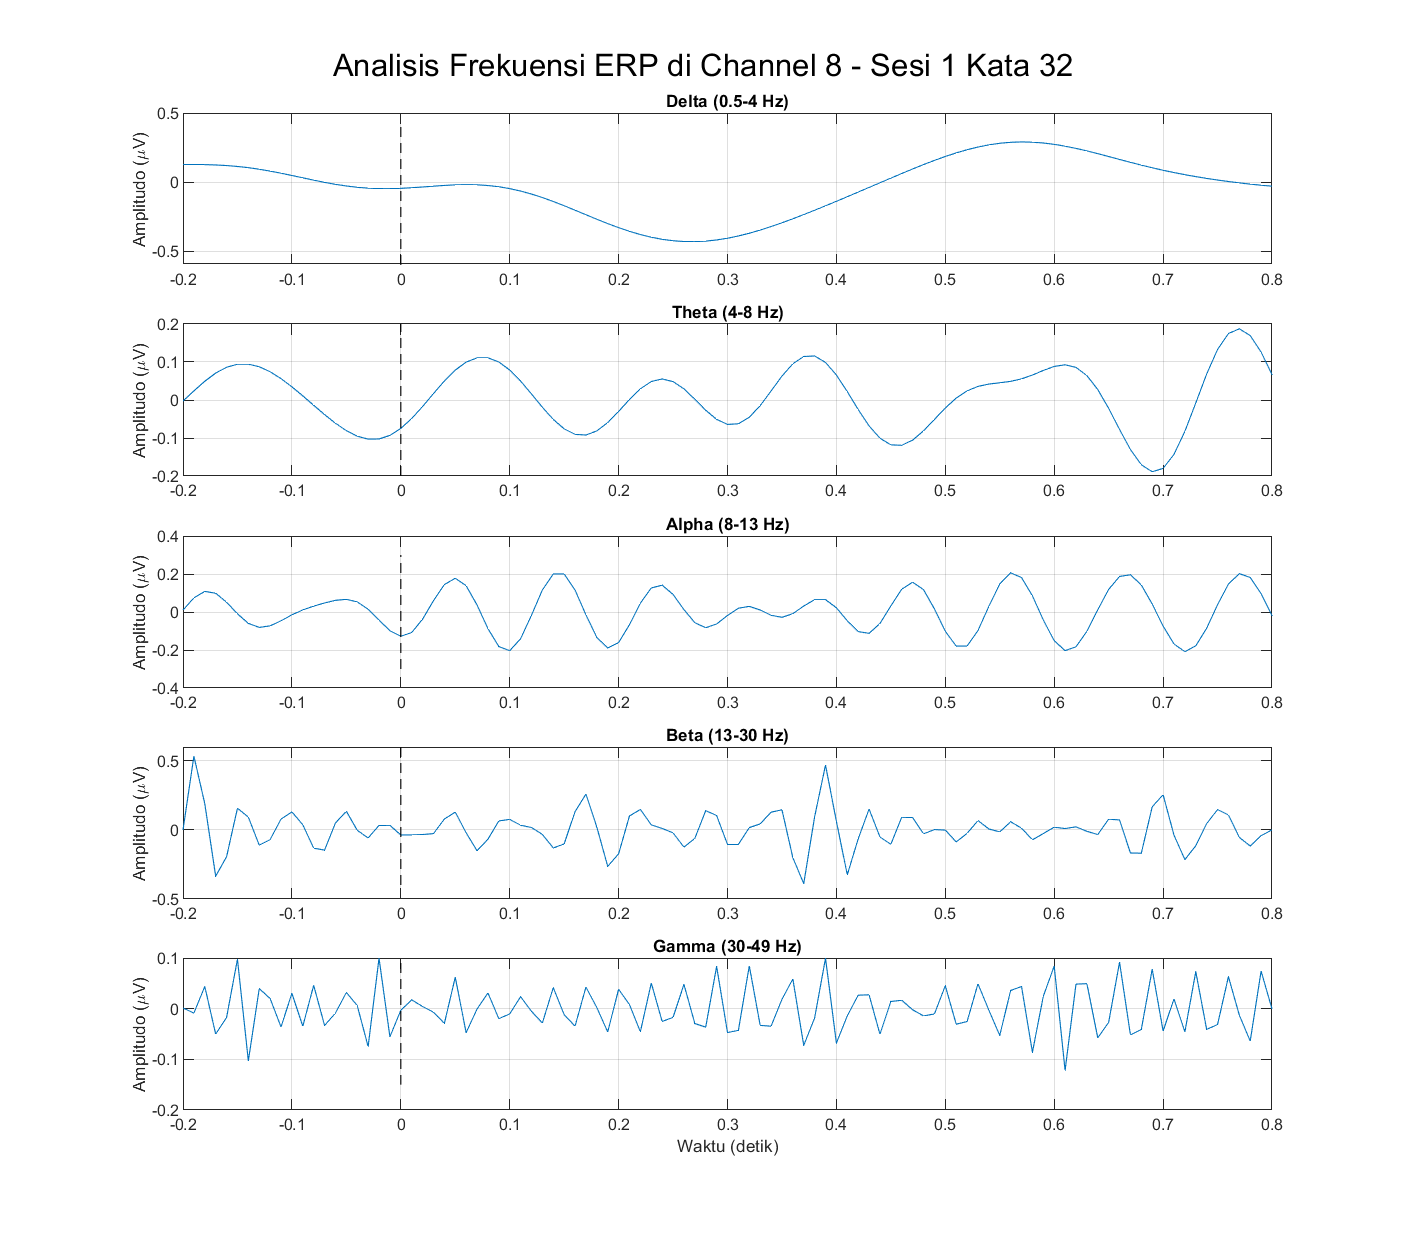 Analisis Frekuensi ERP di Channel 8 - Sesi 1 Kata 32
Delta (0.5-4 Hz)
Amplitudo (μV)
0.5
0
-0.5
-0.2 -0.1 0 0.1 0.2 0.3 0.4 0.5 0.6 0.7 0.8
Theta (4-8 Hz)
Amplitudo (μV)
0.2
0.1
0
-0.1
-0.2
-0.2 -0.1 0 0.1 0.2 0.3 0.4 0.5 0.6 0.7 0.8
Alpha (8-13 Hz)
Amplitudo (μV)
0.4
0.2
0
-0.2
-0.4
-0.2 -0.1 0 0.1 0.2 0.3 0.4 0.5 0.6 0.7 0.8
Beta (13-30 Hz)
Amplitudo (μV)
0.5
0
-0.5
-0.2 -0.1 0 0.1 0.2 0.3 0.4 0.5 0.6 0.7 0.8
Gamma (30-49 Hz)
Amplitudo (μV)
0.1
0
-0.1
-0.2
-0.2 -0.1 0 0.1 0.2 0.3 0.4 0.5 0.6 0.7 0.8
Waktu (detik)